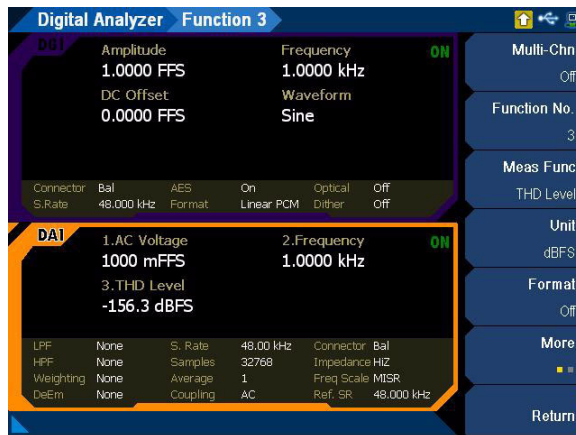 Digital Analyzer Function 3
DGI
Amplitude Frequency ON
1.0000 FFS 1.0000 kHz
DC Offset Waveform
0.0000 FFS Sine
Connector Bal AES On Optical Off
S.Rate 48.000 kHz Format Linear PCM Dither Off
DAI
1.AC Voltage 2.Frequency ON
1000 mFFS 1.0000 kHz
3.THD Level
-156.3 dBFS
LPF None S. Rate 48.00 kHz Connector Bal
HPF None Samples 32768 Impedance HiZ
Weighting None Average 1 Freq Scale MISR
DeEm None Coupling AC Ref. SR 48.000 kHz
Multi-Chn
Off
Function No.
3
Meas Func
THD Level
Unit
dBFS
Format
Off
More
Return